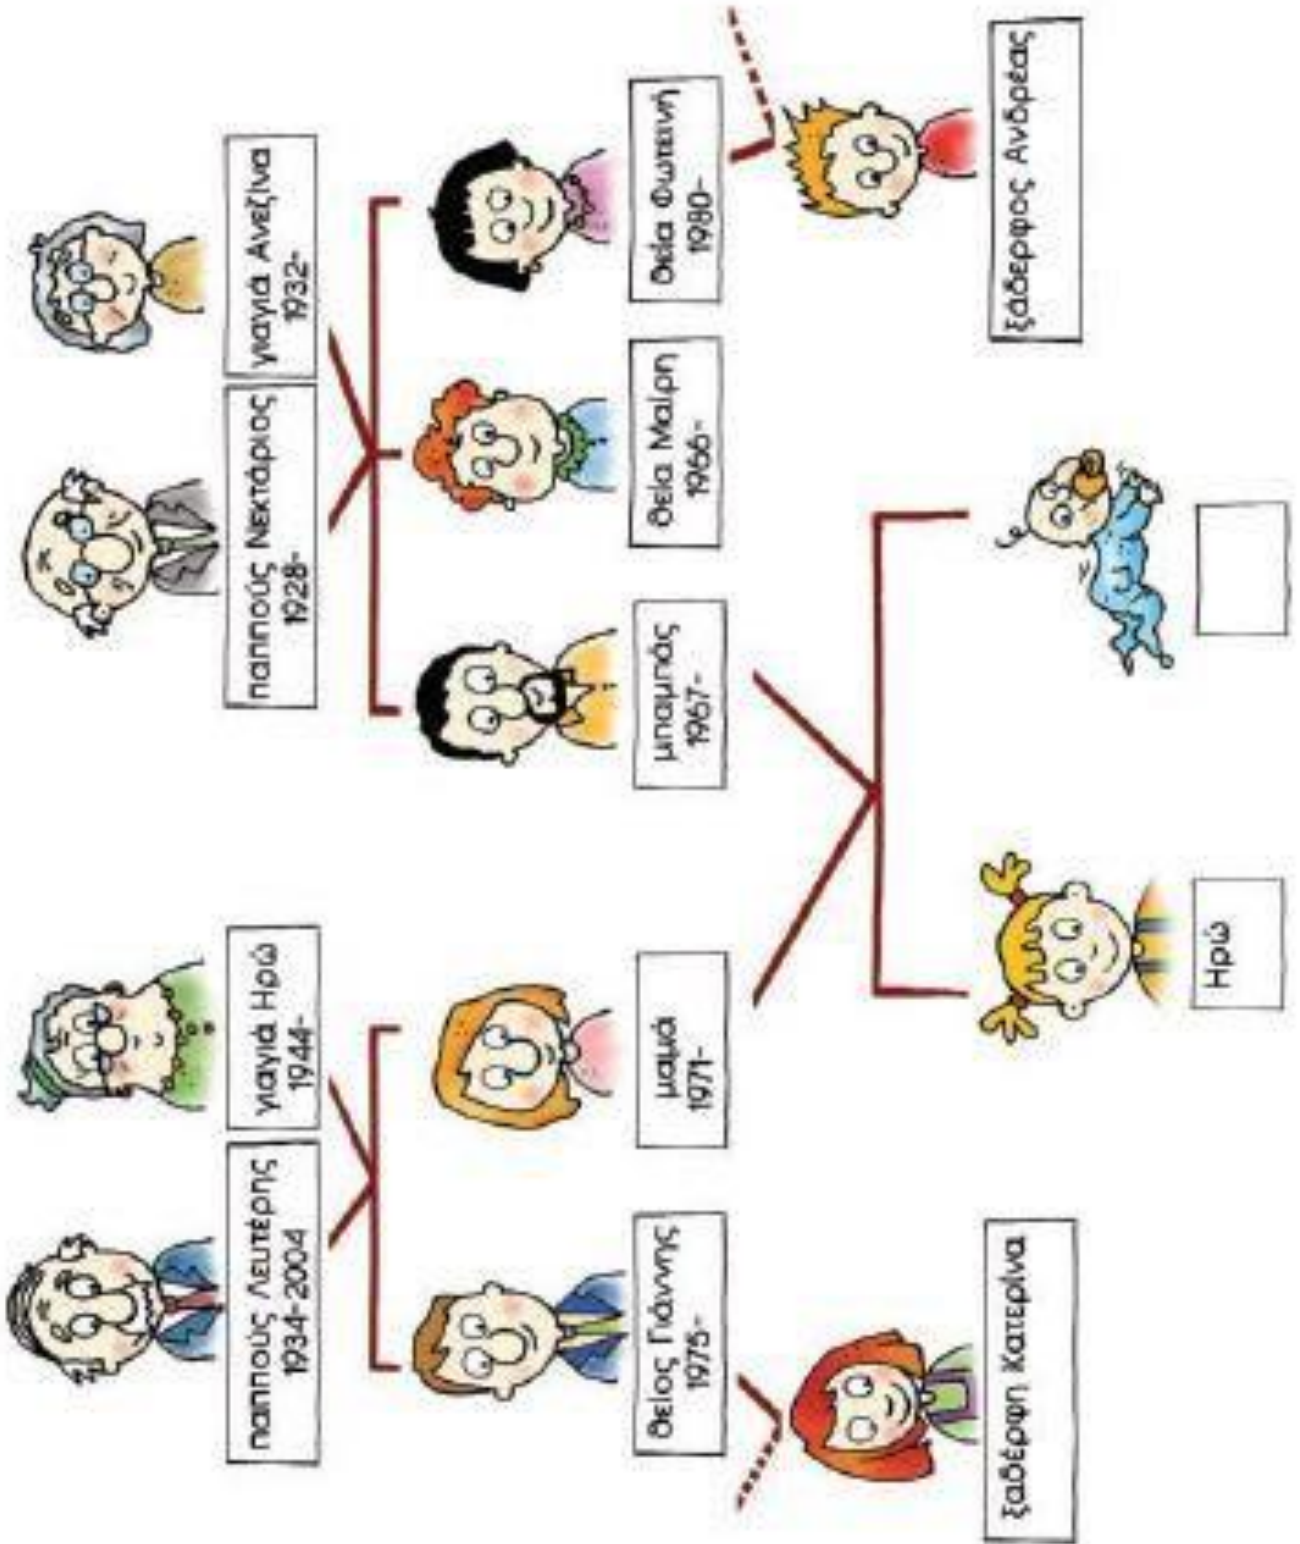 παππούς Λευτέρης
1934-2004
γιαγιά Ηρώ
1944-
παππούς Νεκτάριος
1928-
γιαγιά Ανεζίνα
1932-
θείος Γιάννης
1975-
μαμά
1971-
μπαμπάς
1967-
θεία Μαίρη
1966-
θεία Φωτεινή
1980-
ξαδέρφη Κατερίνα
Ηρώ
ξάδερφος Ανδρέας